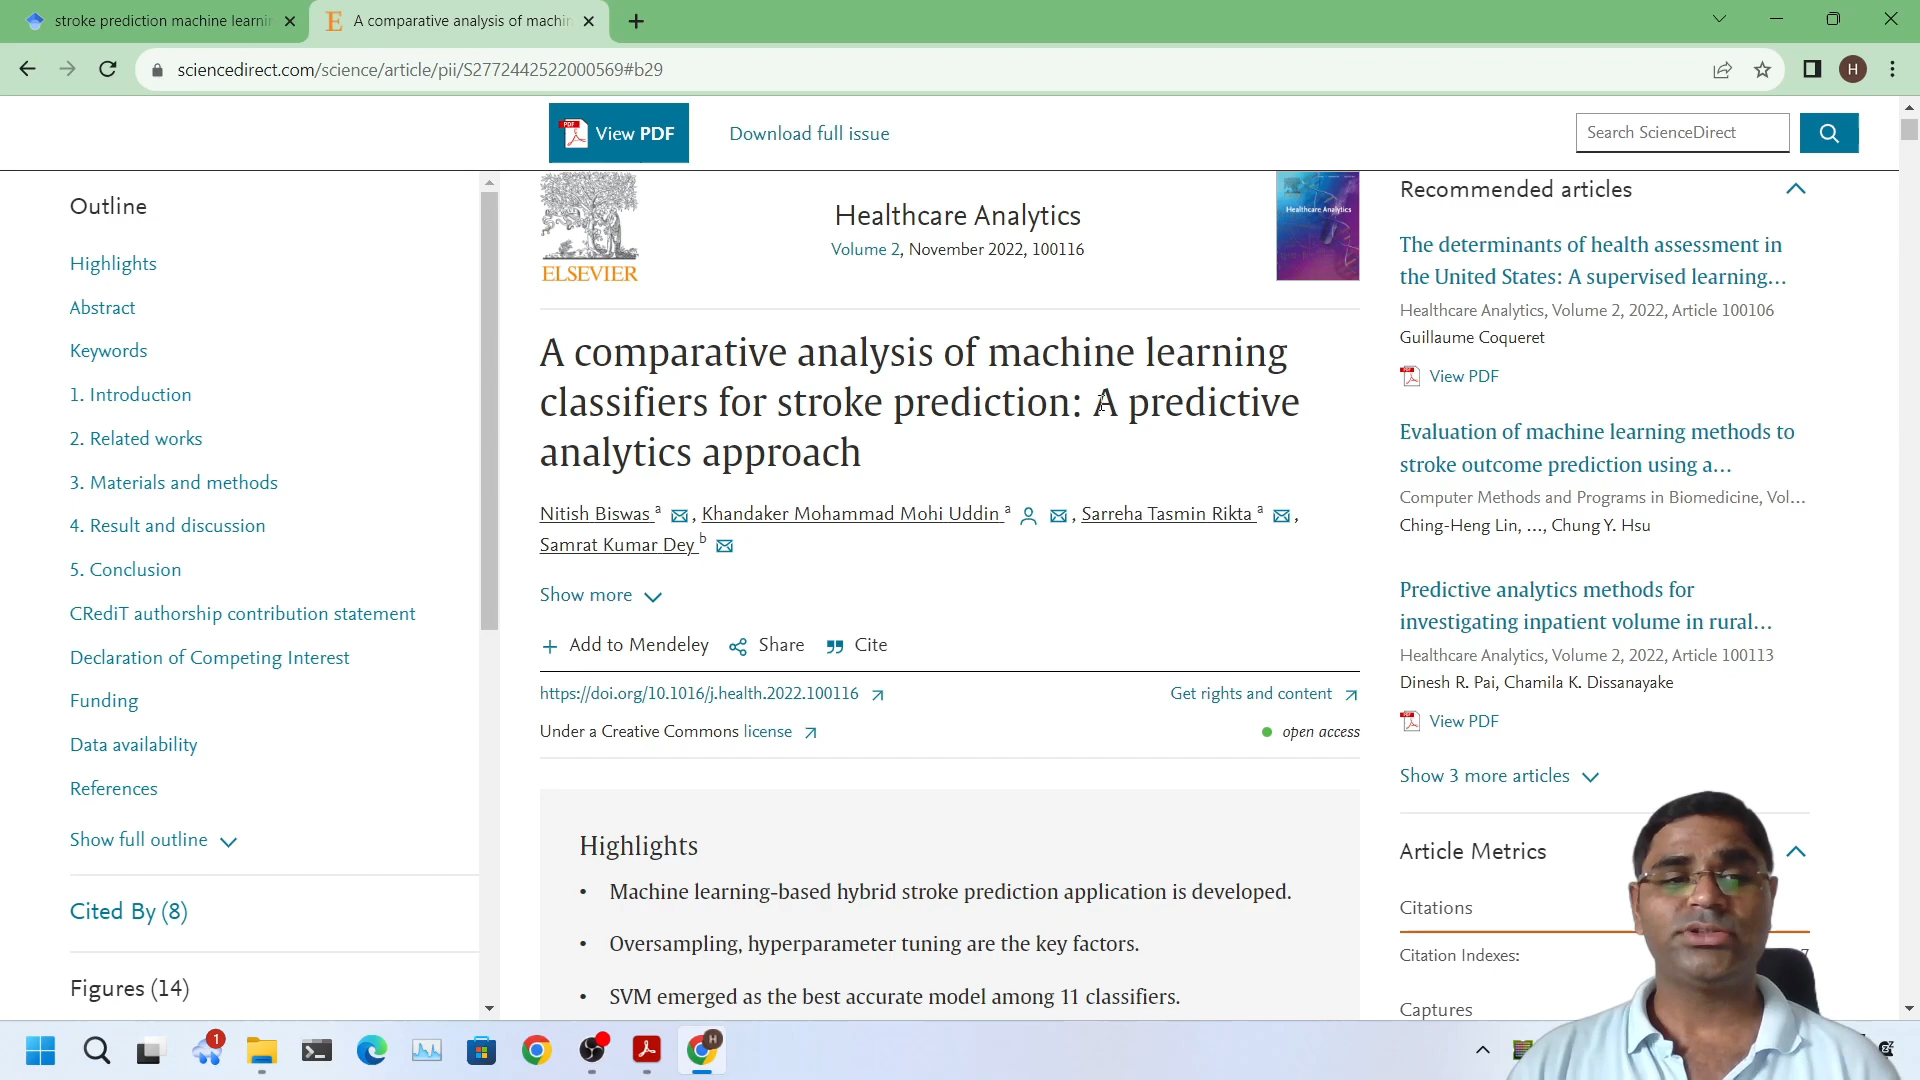 stroke prediction machine learnin
A comparative analysis of machin
sciencedirect.com/science/article/pii/S2772442522000569#b29
H
View PDF
Download full issue
Search ScienceDirect
Outline
Highlights
Abstract
Keywords
1. Introduction
2. Related works
3. Materials and methods
4. Result and discussion
5. Conclusion
CRediT authorship contribution statement
Declaration of Competing Interest
Funding
Data availability
References
Show full outline
Cited By (8)
Figures (14)
ELSEVIER
Healthcare Analytics
Volume 2, November 2022, 100116
Healthcare Analytics
A comparative analysis of machine learning
classifiers for stroke prediction: A predictive
analytics approach
Nitish Biswas a, Khandaker Mohammad Mohi Uddin a, Sarreha Tasmin Rikta a,
Samrat Kumar Dey b
Show more
Add to Mendeley Share Cite
https://doi.org/10.1016/j.health.2022.100116
Get rights and content
Under a Creative Commons license
open access
Highlights
• Machine learning-based hybrid stroke prediction application is developed.
• Oversampling, hyperparameter tuning are the key factors.
• SVM emerged as the best accurate model among 11 classifiers.
Recommended articles
The determinants of health assessment in
the United States: A supervised learning...
Healthcare Analytics, Volume 2, 2022, Article 100106
Guillaume Coqueret
View PDF
Evaluation of machine learning methods to
stroke outcome prediction using a...
Computer Methods and Programs in Biomedicine, Vol...
Ching-Heng Lin, ..., Chung Y. Hsu
Predictive analytics methods for
investigating inpatient volume in rural...
Healthcare Analytics, Volume 2, 2022, Article 100113
Dinesh R. Pai, Chamila K. Dissanayake
View PDF
Show 3 more articles
Article Metrics
Citations
Citation Indexes: 7
Captures
1
H